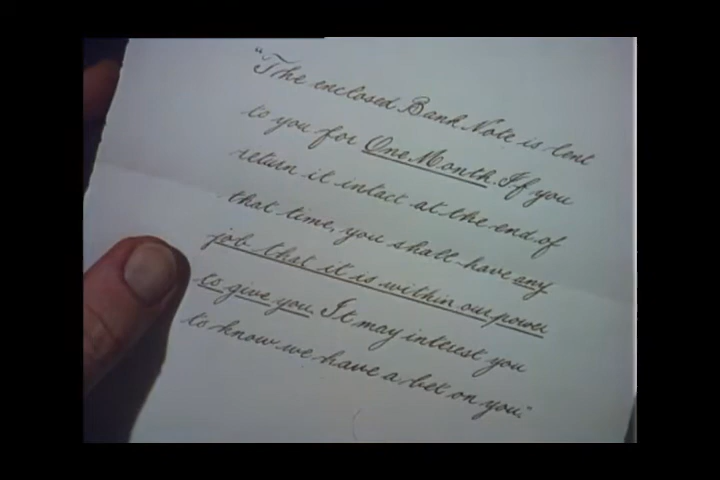 "The enclosed Bank Note is lent
to you for One Month. If you
return it intact at the end of
that time, you shall have any
job that it is within our power
to give you. It may interest you
to know we have a bet on you."